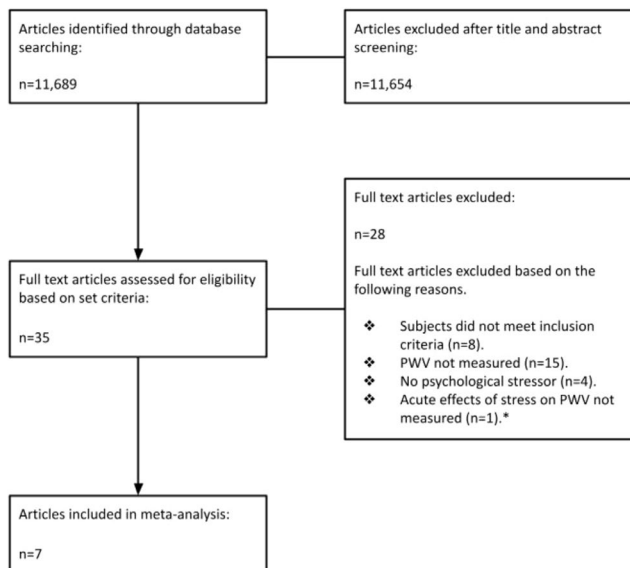 Articles identified through database
searching:
n=11,689
Articles excluded after title and abstract
screening:
n=11,654
Full text articles assessed for eligibility
based on set criteria:
n=35
Full text articles excluded:
n=28
Full text articles excluded based on the
following reasons.
❖ Subjects did not meet inclusion
criteria (n=8).
❖ PWV not measured (n=15).
❖ No psychological stressor (n=4).
❖ Acute effects of stress on PWV not
measured (n=1).*
Articles included in meta-analysis:
n=7